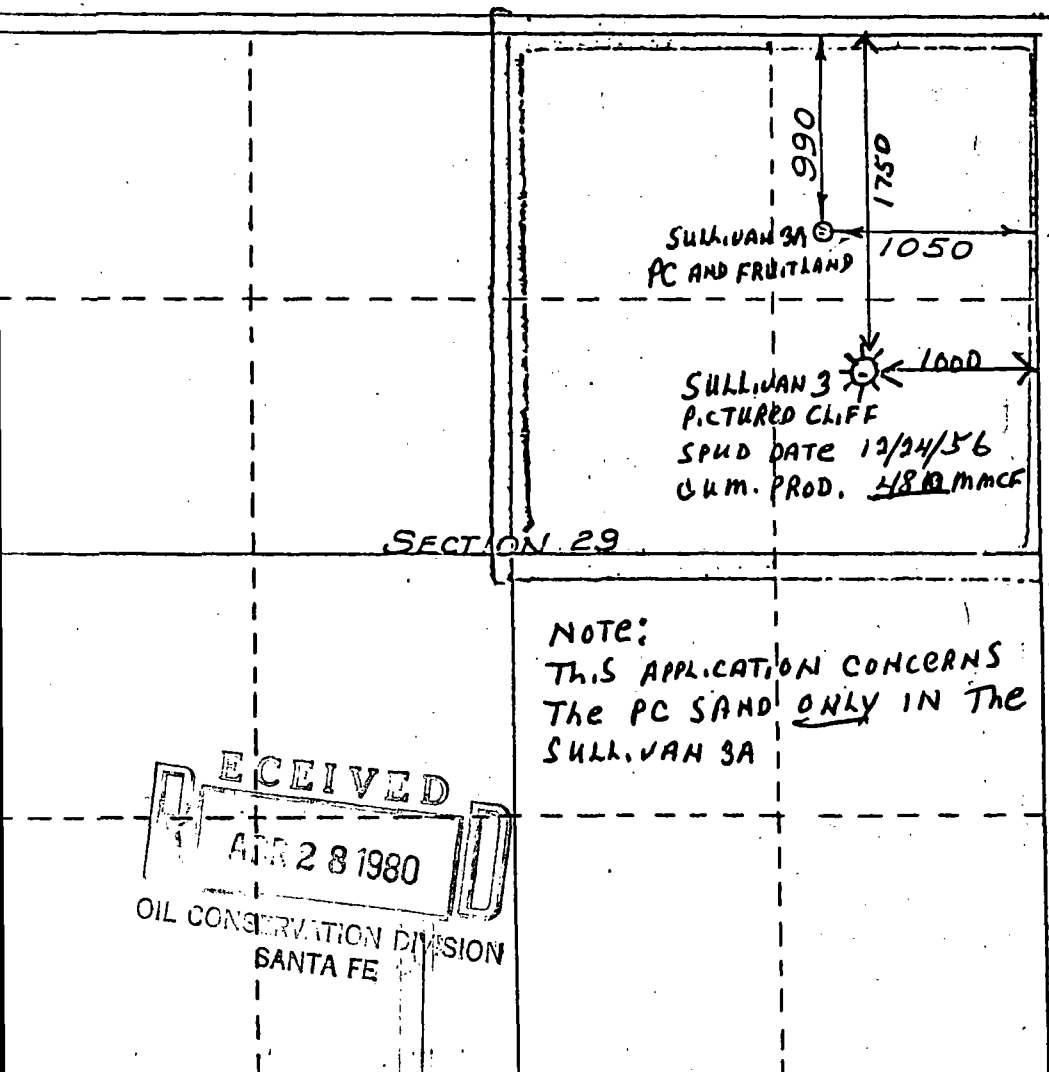 990
1750
SULLIVAN 3A
1050
PC AND FRUITLAND
1000
SULLIVAN 3
PICTURED CLIFF
SPUD DATE 12/24/56
CUM. PROD. MMCF
SECTION 29
NOTE:
THIS APPLICATION CONCERNS
THE PC SAND ONLY IN THE
SULLIVAN 3A
RECEIVED
APR 28 1980
OIL CONSERVATION DIVISION
SANTA FE